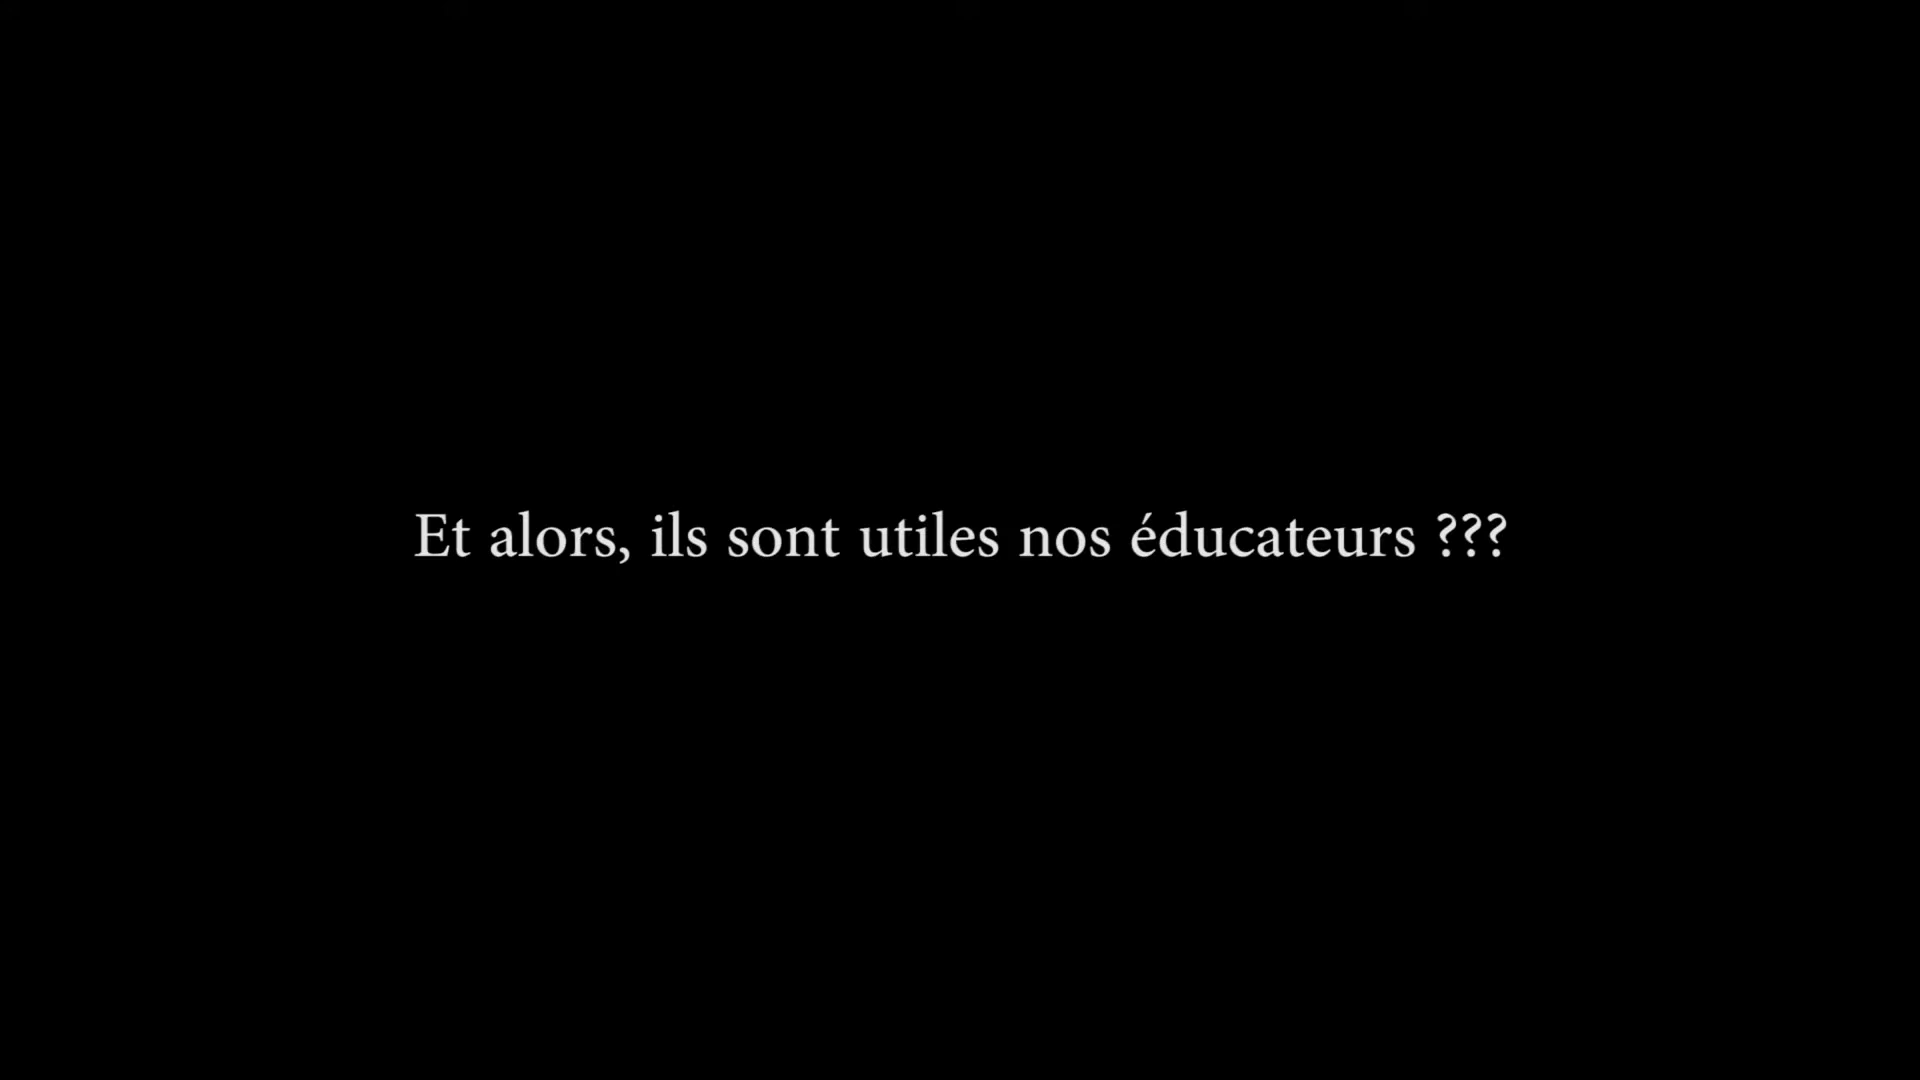 Et alors, ils sont utiles nos éducateurs ???